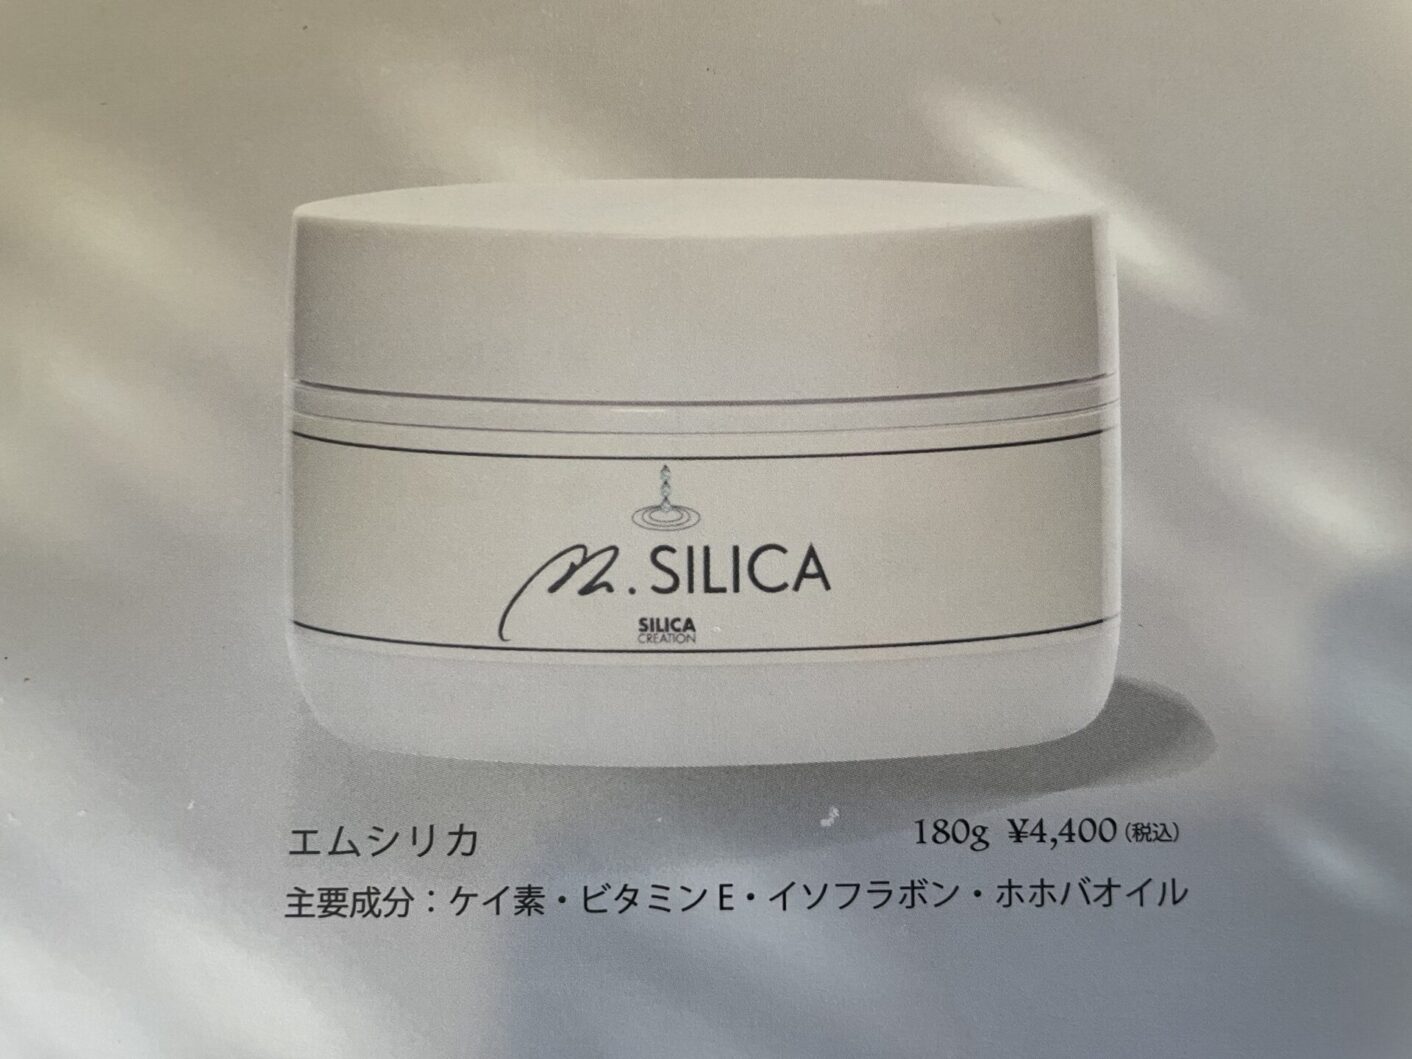 m. SILICA
SILICA
CREATION
エムシリカ
180g ¥4,400(税込)
主要成分：ケイ素・ビタミンE・イソフラボン・ホホバオイル